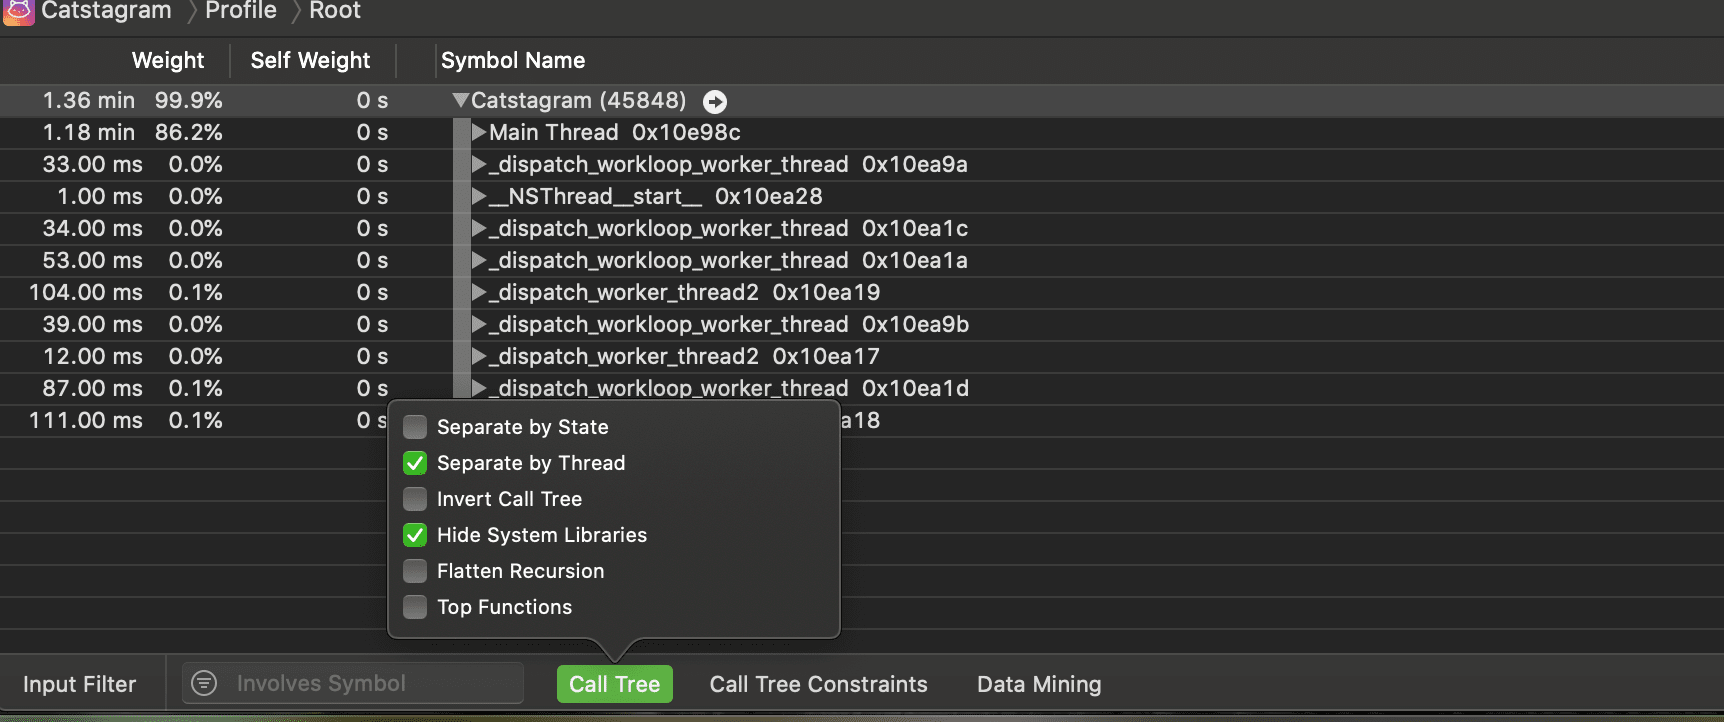 Catstagram Profile Root
Weight Self Weight Symbol Name
1.36 min 99.9% 0 s Catstagram (45848)
1.18 min 86.2% 0 s Main Thread 0x10e98c
33.00 ms 0.0% 0 s _dispatch_workloop_worker_thread 0x10ea9a
1.00 ms 0.0% 0 s __NSThread__start__ 0x10ea28
34.00 ms 0.0% 0 s _dispatch_workloop_worker_thread 0x10ea1c
53.00 ms 0.0% 0 s _dispatch_workloop_worker_thread 0x10ea1a
104.00 ms 0.1% 0 s _dispatch_worker_thread2 0x10ea19
39.00 ms 0.0% 0 s _dispatch_workloop_worker_thread 0x10ea9b
12.00 ms 0.0% 0 s _dispatch_worker_thread2 0x10ea17
87.00 ms 0.1% 0 s _dispatch_workloop_worker_thread 0x10ea1d
111.00 ms 0.1% 0 s a18
Separate by State
Separate by Thread
Invert Call Tree
Hide System Libraries
Flatten Recursion
Top Functions
Input Filter Involves Symbol Call Tree Call Tree Constraints Data Mining